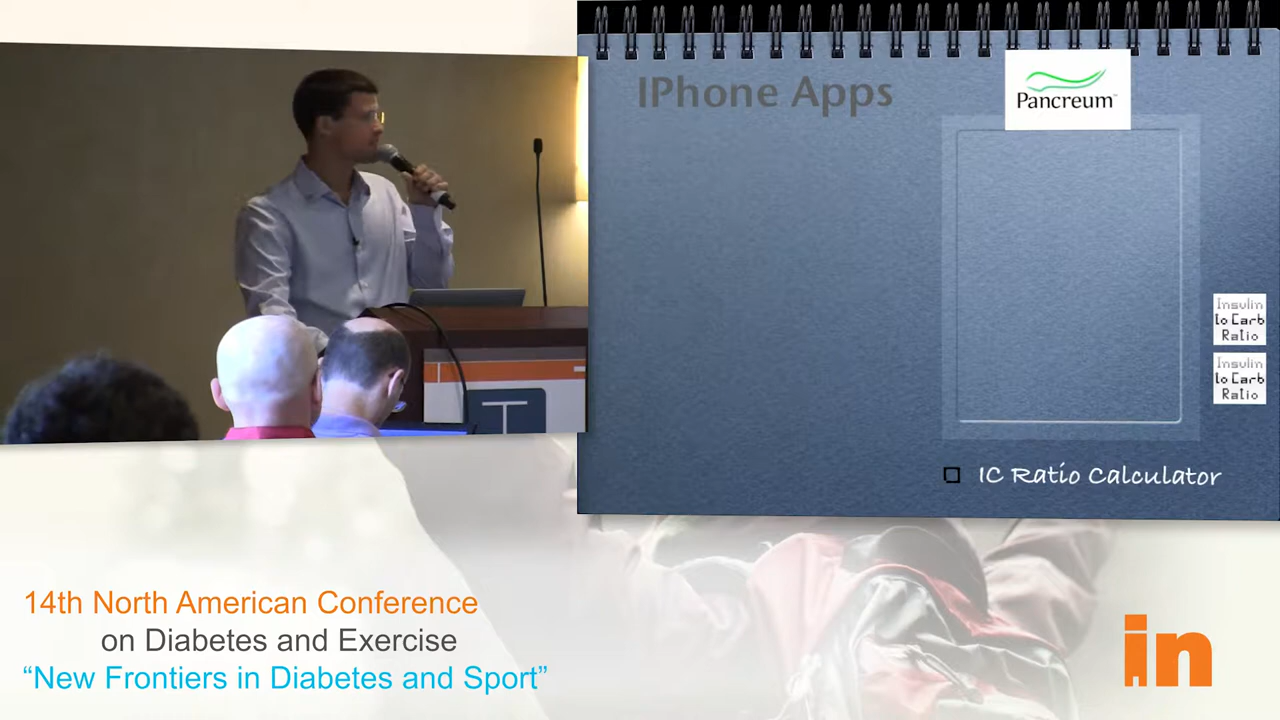 IPhone Apps
Pancreum™
Insulin
to Carb
Ratio
Insulin
to Carb
Ratio
IC Ratio Calculator
14th North American Conference
on Diabetes and Exercise
“New Frontiers in Diabetes and Sport”
in